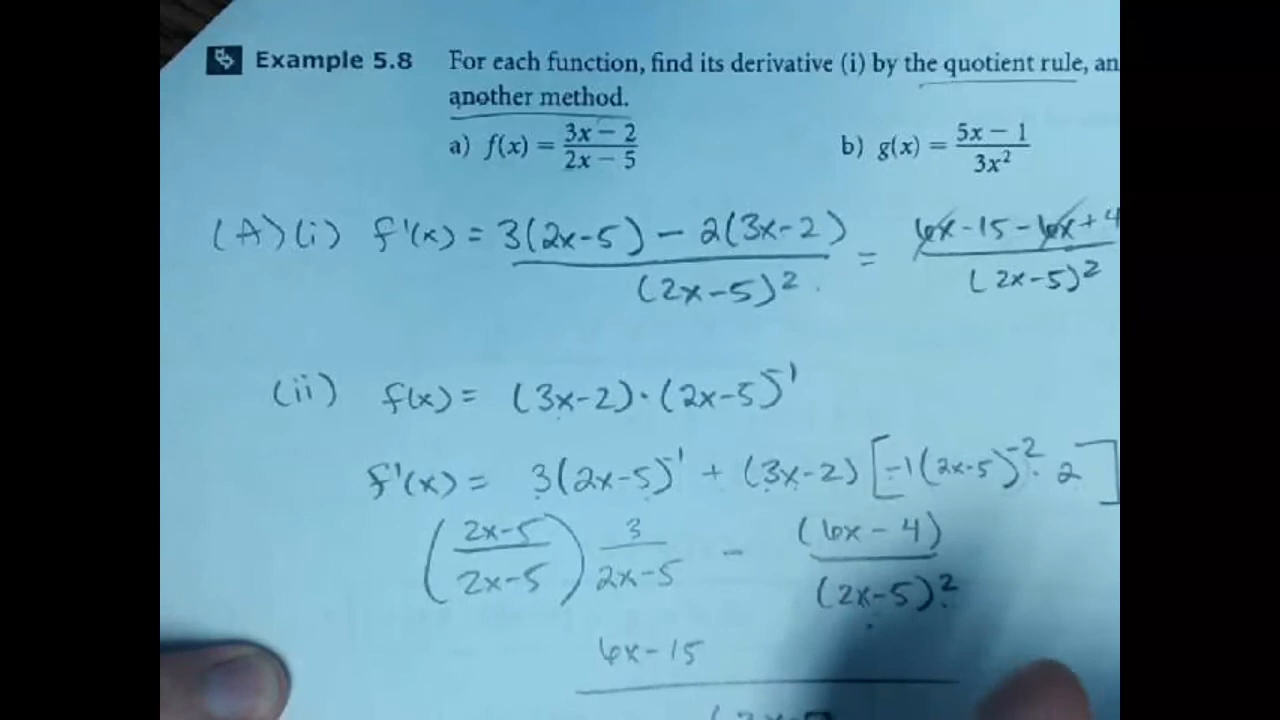 Example 5.8 For each function, find its derivative (i) by the quotient rule, an
another method.
a) f(x) = (3x − 2)/(2x − 5) b) g(x) = (5x − 1)/(3x²)
(A)(i) f'(x) = 3(2x-5) - 2(3x-2) / (2x-5)² = 6x-15-6x+4 / (2x-5)²
(ii) f(x) = (3x-2)·(2x-5)⁻¹
f'(x) = 3(2x-5)⁻¹ + (3x-2)[-1(2x-5)⁻²·2]
((2x-5)/(2x-5)) 3/(2x-5) - (6x-4)/(2x-5)²
6x-15